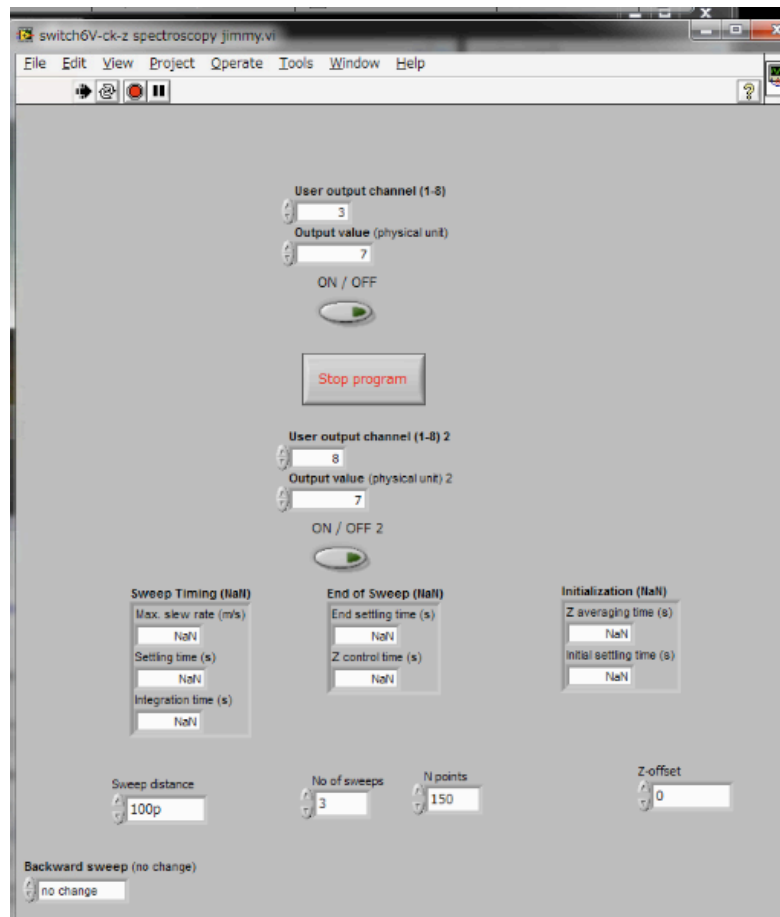 switch6V-ck-z spectroscopy jimmy.vi
File Edit View Project Operate Tools Window Help
User output channel (1-8)
3
Output value (physical unit)
7
ON / OFF
Stop program
User output channel (1-8) 2
8
Output value (physical unit) 2
7
ON / OFF 2
Sweep Timing (NaN)
Max. slew rate (m/s)
NaN
Settling time (s)
NaN
Integration time (s)
NaN
End of Sweep (NaN)
End settling time (s)
NaN
Z control time (s)
NaN
Initialization (NaN)
Z averaging time (s)
NaN
Initial settling time (s)
NaN
Sweep distance
100p
No of sweeps
3
N points
150
Z-offset
0
Backward sweep (no change)
no change